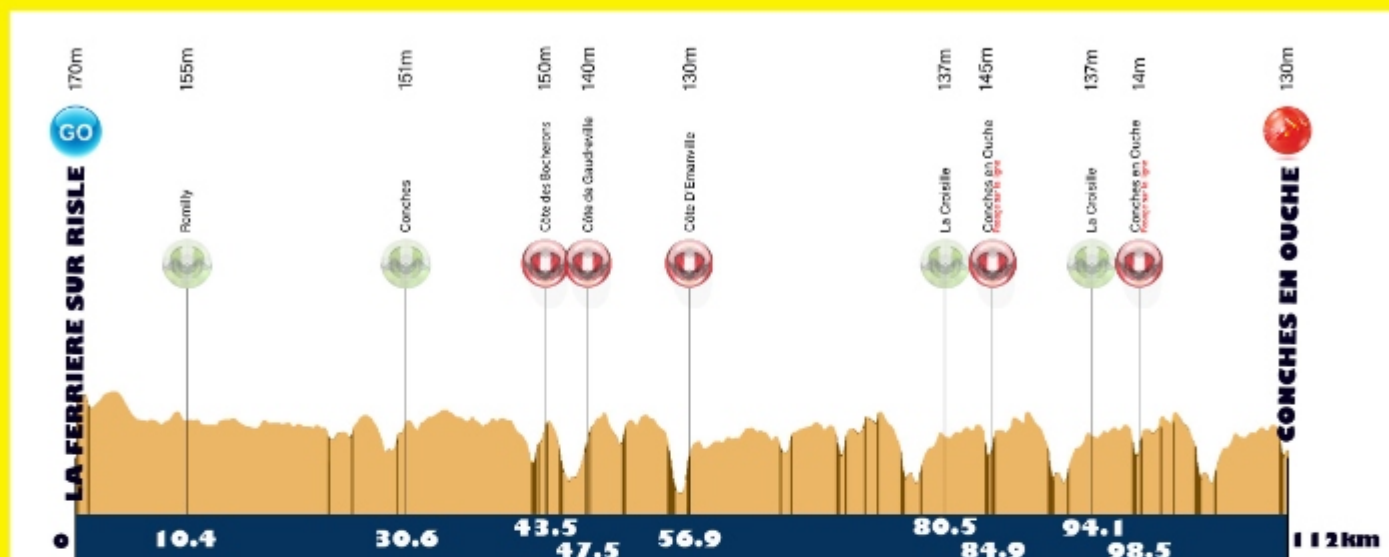 170m
155m
151m
150m
140m
130m
137m
145m
137m
14m
130m
GO
LA FERRIERE SUR RISLE
Romilly
Conches
Côte des Bocherons
Côte de Gaudreville
Côte D'Emanville
La Croisille
Conches en Ouche
La Croisille
Conches en Ouche
CONCHES EN OUCHE
0
10.4
30.6
43.5
47.5
56.9
80.5
84.9
94.1
98.5
112km